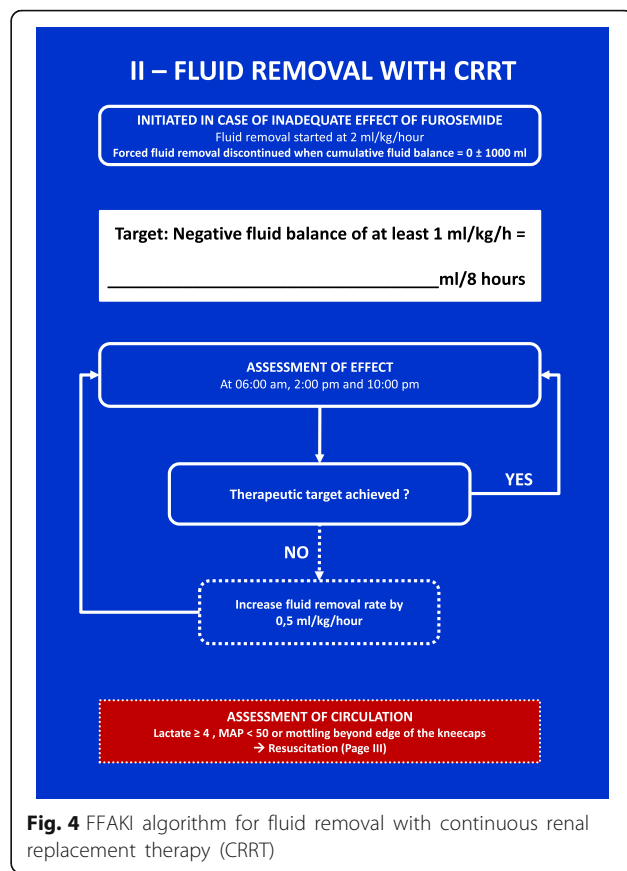 II – FLUID REMOVAL WITH CRRT
INITIATED IN CASE OF INADEQUATE EFFECT OF FUROSEMIDE
Fluid removal started at 2 ml/kg/hour
Forced fluid removal discontinued when cumulative fluid balance = 0 ± 1000 ml
Target: Negative fluid balance of at least 1 ml/kg/h =
________________________________ml/8 hours
ASSESSMENT OF EFFECT
At 06:00 am, 2:00 pm and 10:00 pm
Therapeutic target achieved ?
YES
NO
Increase fluid removal rate by
0,5 ml/kg/hour
ASSESSMENT OF CIRCULATION
Lactate ≥ 4 , MAP < 50 or mottling beyond edge of the kneecaps
→ Resuscitation (Page III)
Fig. 4 FFAKI algorithm for fluid removal with continuous renal
replacement therapy (CRRT)